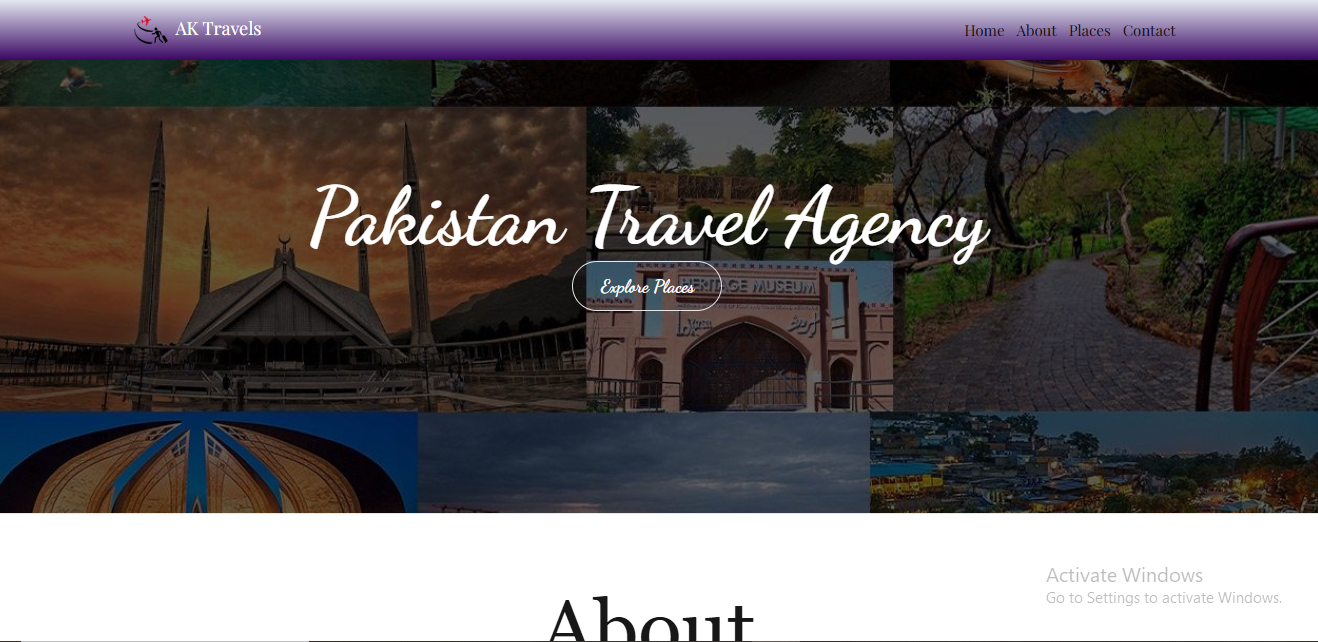 AK Travels
Home About Places Contact
Pakistan Travel Agency
Explore Places
HERITAGE MUSEUM
About
Activate Windows
Go to Settings to activate Windows.